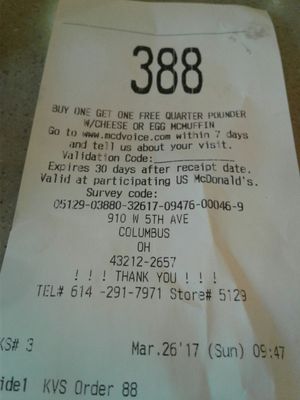 388
BUY ONE GET ONE FREE QUARTER POUNDER
W/CHEESE OR EGG MCMUFFIN
Go to www.mcdvoice.com within 7 days
and tell us about your visit.
Validation Code:
Expires 30 days after receipt date.
Valid at participating US McDonald's.
Survey code:
05129-03880-32617-09476-00046-9
910 W 5TH AVE
COLUMBUS
OH
43212-2657
! ! ! THANK YOU ! ! !
TEL# 614 -291-7971 Store# 5129
KS# 3 Mar.26'17 (Sun) 09:47
ide1 KVS Order 88